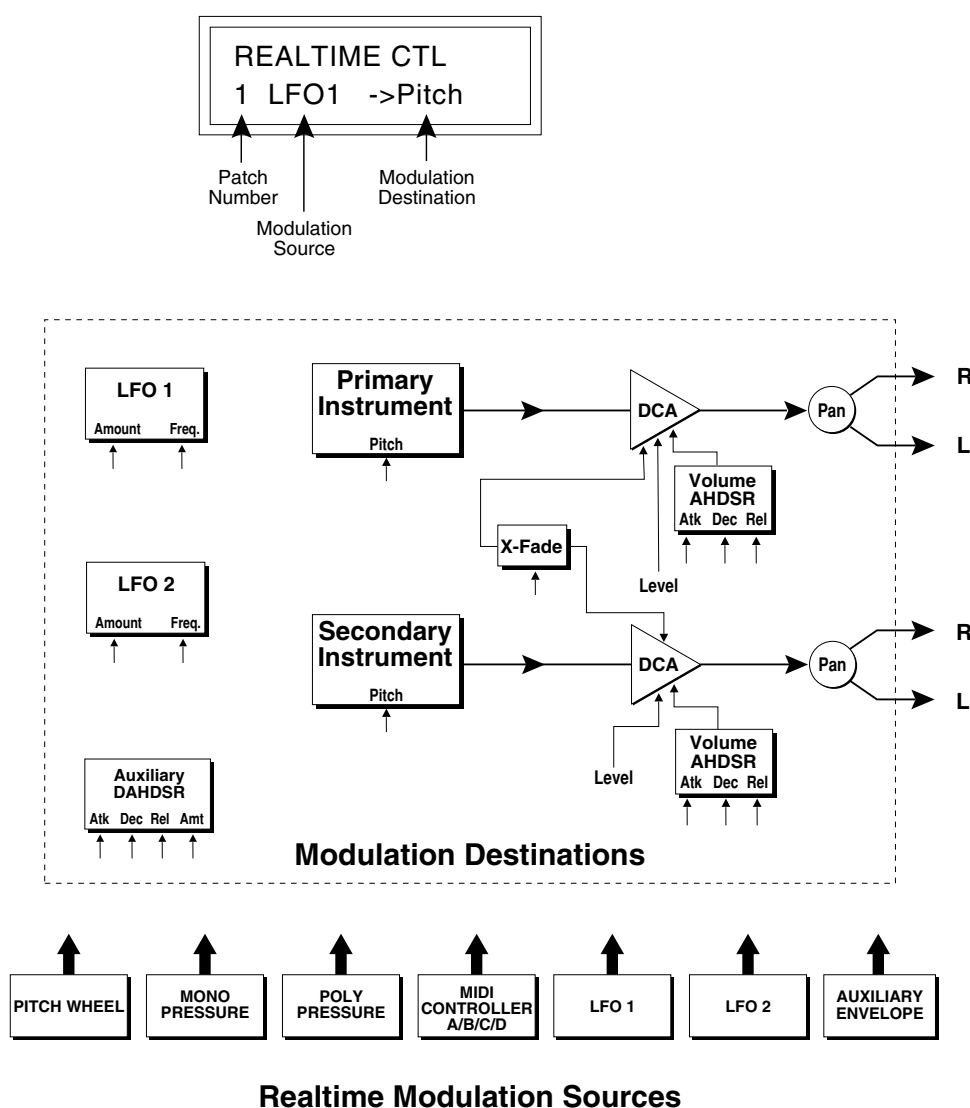 REALTIME CTL
1 LFO1 ->Pitch
Patch
Number
Modulation
Source
Modulation
Destination
LFO 1
Amount Freq.
Primary
Instrument
Pitch
DCA
Pan
R
L
Volume
AHDSR
Atk Dec Rel
X-Fade
Level
LFO 2
Amount Freq.
Secondary
Instrument
Pitch
DCA
Pan
R
L
Level
Volume
AHDSR
Atk Dec Rel
Auxiliary
DAHDSR
Atk Dec Rel Amt
Modulation Destinations
PITCH WHEEL
MONO
PRESSURE
POLY
PRESSURE
MIDI
CONTROLLER
A/B/C/D
LFO 1
LFO 2
AUXILIARY
ENVELOPE
Realtime Modulation Sources